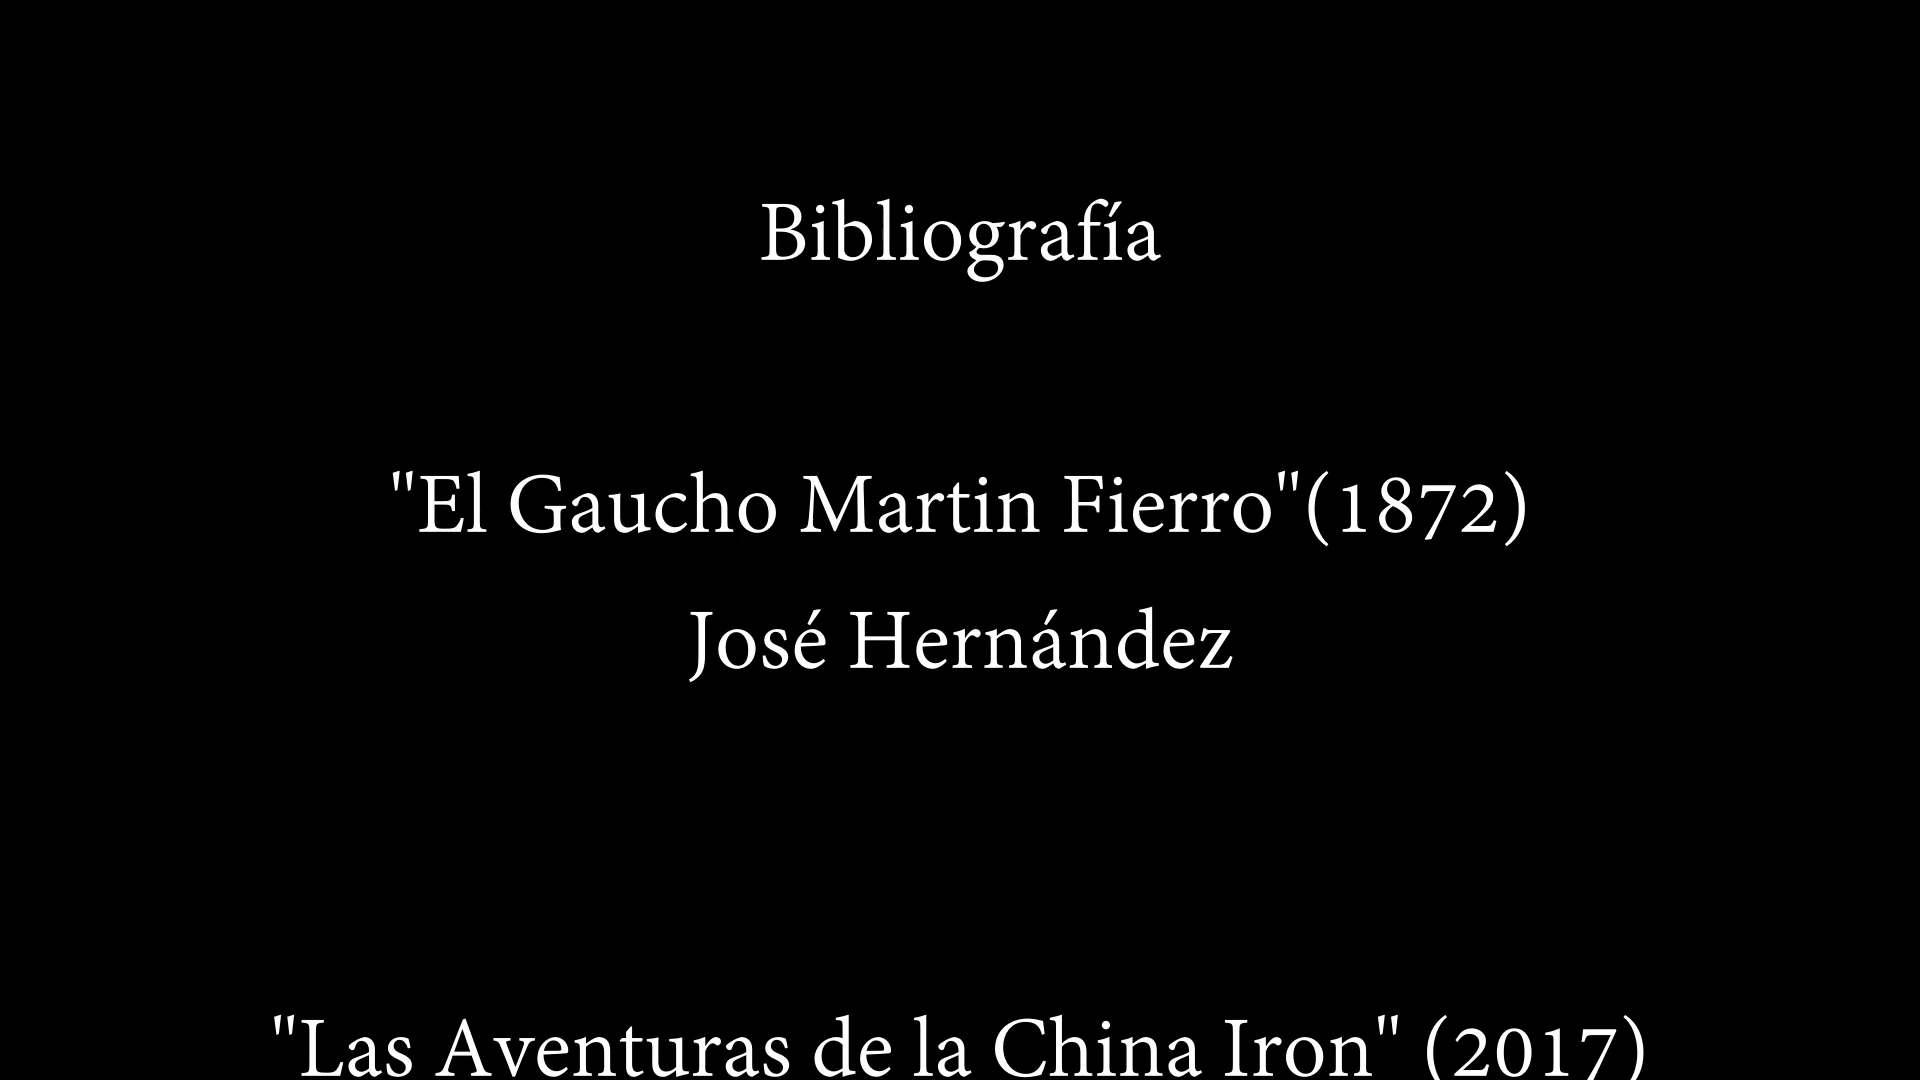 Bibliografía
"El Gaucho Martin Fierro"(1872)
José Hernández
"Las Aventuras de la China Iron" (2017)